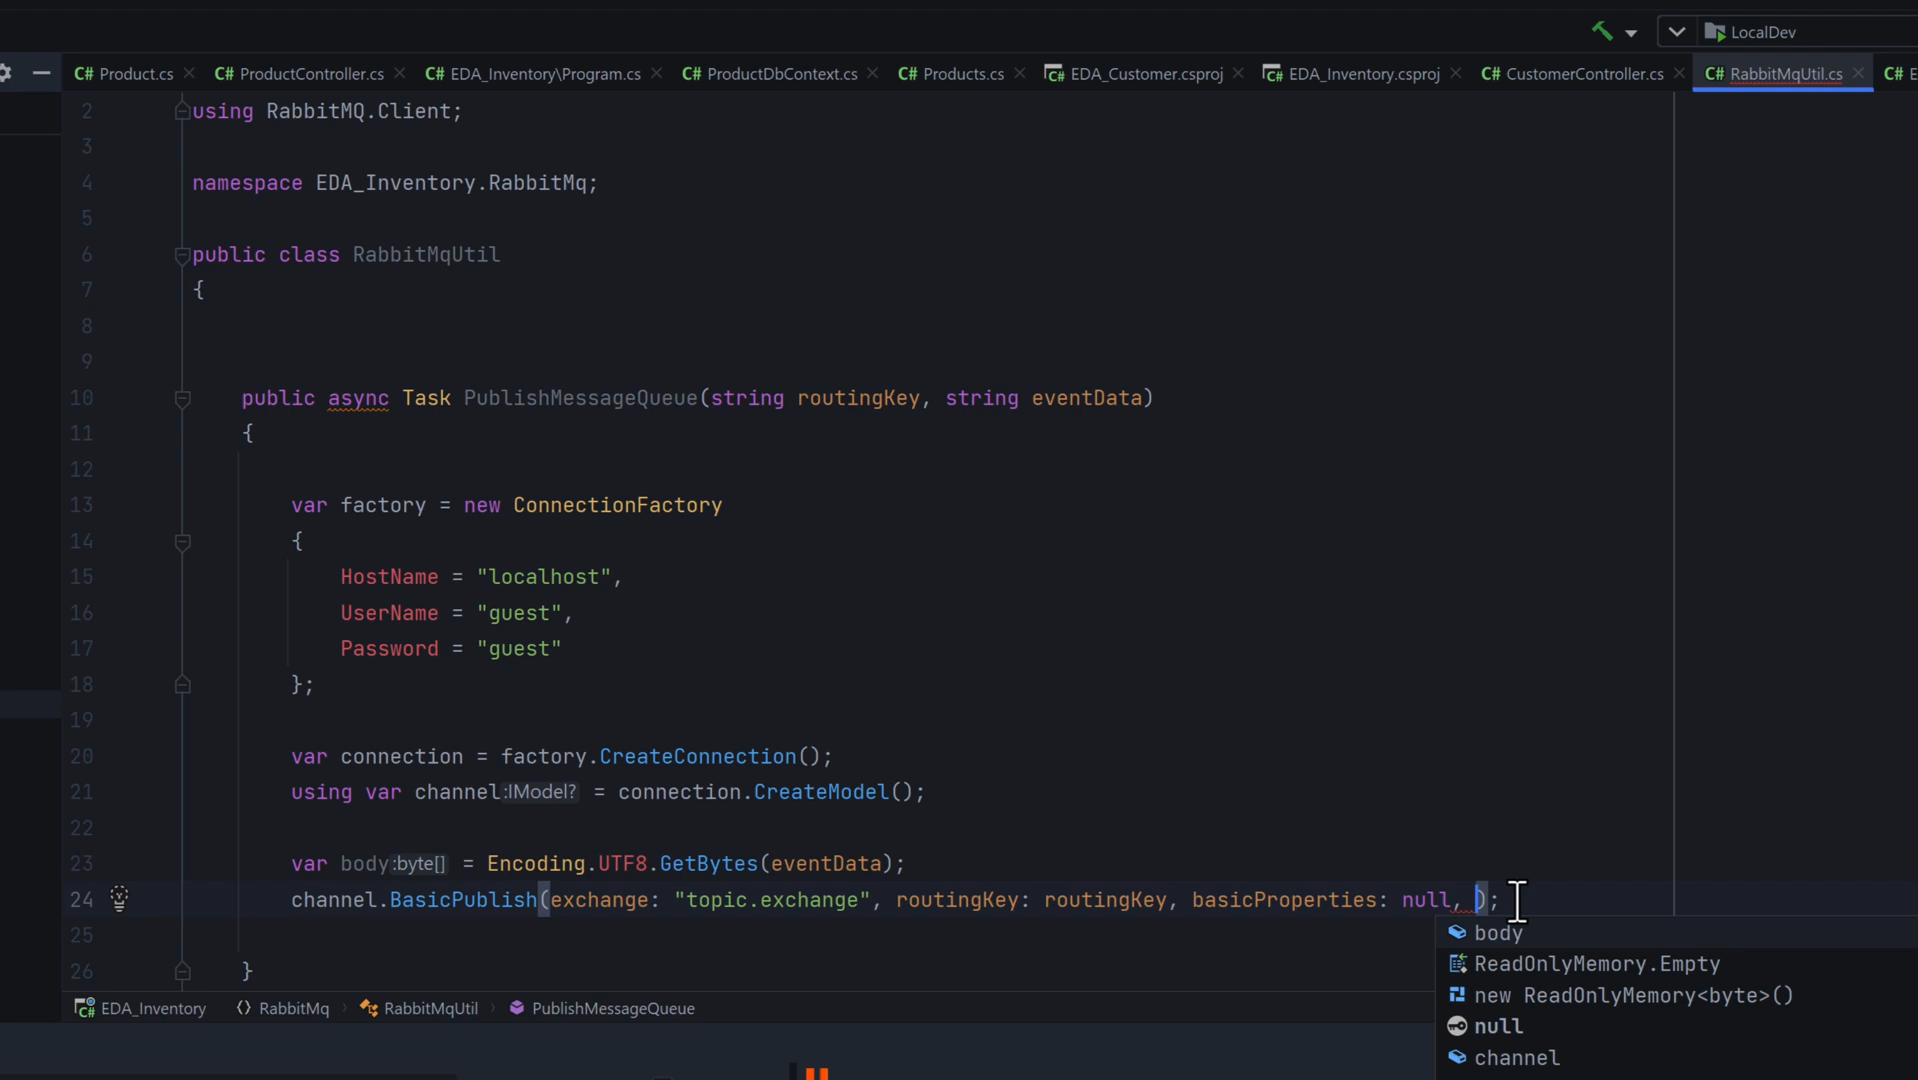 LocalDev
C# Product.cs C# ProductController.cs C# EDA_Inventory\Program.cs C# ProductDbContext.cs C# Products.cs C# EDA_Customer.csproj C# EDA_Inventory.csproj C# CustomerController.cs C# RabbitMqUtil.cs C# E
2 using RabbitMQ.Client;
3
4 namespace EDA_Inventory.RabbitMq;
5
6 public class RabbitMqUtil
7 {
8
9
10 public async Task PublishMessageQueue(string routingKey, string eventData)
11 {
12
13 var factory = new ConnectionFactory
14 {
15 HostName = "localhost",
16 UserName = "guest",
17 Password = "guest"
18 };
19
20 var connection = factory.CreateConnection();
21 using var channel :IModel? = connection.CreateModel();
22
23 var body :byte[] = Encoding.UTF8.GetBytes(eventData);
24 channel.BasicPublish(exchange: "topic.exchange", routingKey: routingKey, basicProperties: null, );
25
body
ReadOnlyMemory.Empty
26 }
new ReadOnlyMemory<byte>()
EDA_Inventory RabbitMq RabbitMqUtil PublishMessageQueue
null
channel